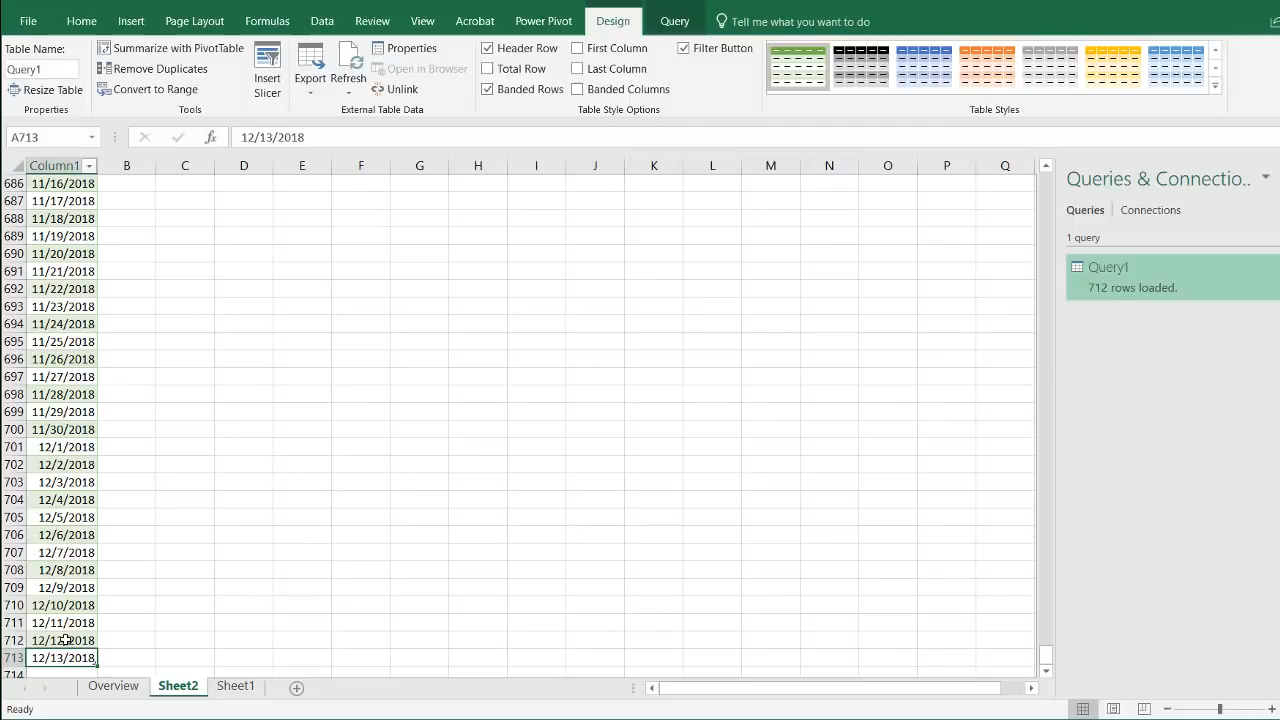 File Home Insert Page Layout Formulas Data Review View Acrobat Power Pivot Design Query Tell me what you want to do
Table Name:
Query1
Resize Table
Properties
Summarize with PivotTable
Remove Duplicates
Convert to Range
Tools
Insert
Slicer
Export
Refresh
Properties
Open in Browser
Unlink
External Table Data
Header Row
Total Row
Banded Rows
First Column
Last Column
Banded Columns
Filter Button
Table Style Options
Table Styles
A713 fx 12/13/2018
Column1 B C D E F G H I J K L M N O P Q
686 11/16/2018
687 11/17/2018
688 11/18/2018
689 11/19/2018
690 11/20/2018
691 11/21/2018
692 11/22/2018
693 11/23/2018
694 11/24/2018
695 11/25/2018
696 11/26/2018
697 11/27/2018
698 11/28/2018
699 11/29/2018
700 11/30/2018
701 12/1/2018
702 12/2/2018
703 12/3/2018
704 12/4/2018
705 12/5/2018
706 12/6/2018
707 12/7/2018
708 12/8/2018
709 12/9/2018
710 12/10/2018
711 12/11/2018
712 12/12/2018
713 12/13/2018
714
Queries & Connectio..
Queries Connections
1 query
Query1
712 rows loaded.
Overview Sheet2 Sheet1
Ready